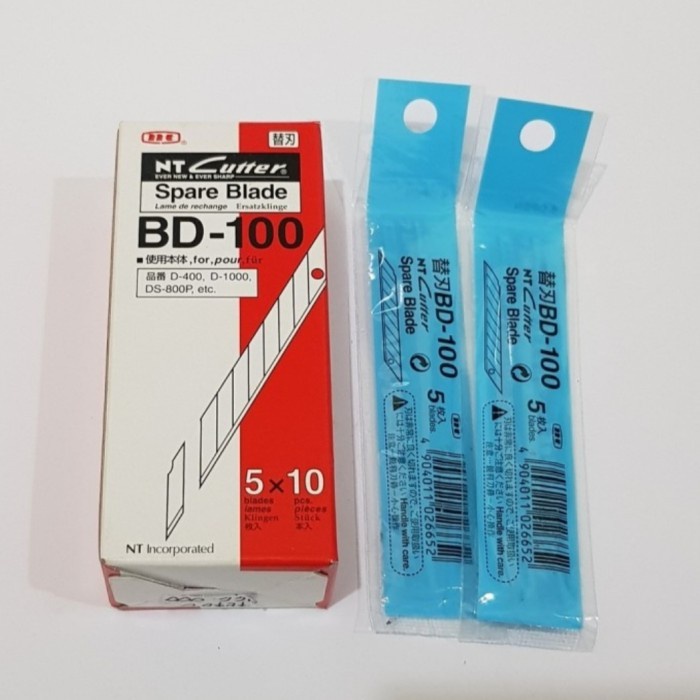 替刃
NT Cutter®
EVER NEW & EVER SHARP
Spare Blade
Lame de rechange Ersatzklinge
BD-100
■使用本体,for,pour,für
品番 D-400, D-1000,
DS-800P, etc.
5×10
blades pcs.
lames pièces
Klingen Stück
枚入 本入
NT Incorporated
替刃BD-100
NT Cutter
Spare Blade
5枚入
blades.
Handle with care.
4 904011 026652
替刃BD-100
NT Cutter
Spare Blade
5枚入
blades.
Handle with care.
4 904011 026652